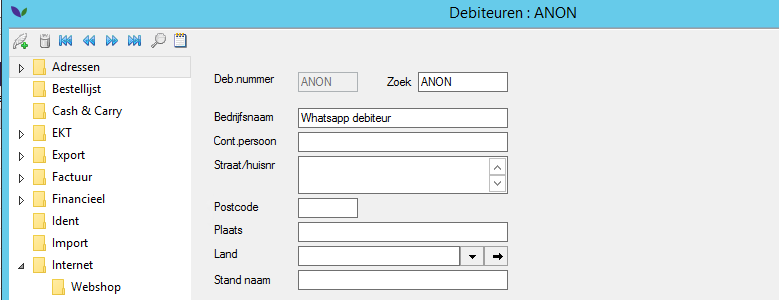 Debiteuren : ANON
Adressen
Bestellijst
Cash & Carry
EKT
Export
Factuur
Financieel
Ident
Import
Internet
Webshop
Deb.nummer ANON Zoek ANON
Bedrijfsnaam Whatsapp debiteur
Cont.persoon
Straat/huisnr
Postcode
Plaats
Land
Stand naam